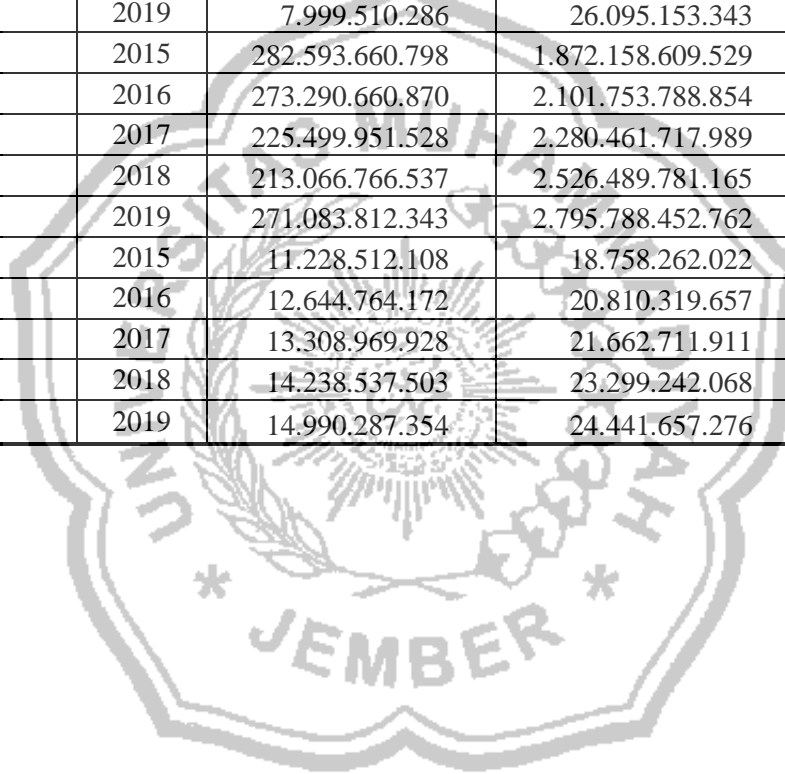 2019 7.999.510.286 26.095.153.343
2015 282.593.660.798 1.872.158.609.529
2016 273.290.660.870 2.101.753.788.854
2017 225.499.951.528 2.280.461.717.989
2018 213.066.766.537 2.526.489.781.165
2019 271.083.812.343 2.795.788.452.762
2015 11.228.512.108 18.758.262.022
2016 12.644.764.172 20.810.319.657
2017 13.308.969.928 21.662.711.911
2018 14.238.537.503 23.299.242.068
2019 14.990.287.354 24.441.657.276
UNIVERSITAS MUHAMMADIYAH
* JEMBER *